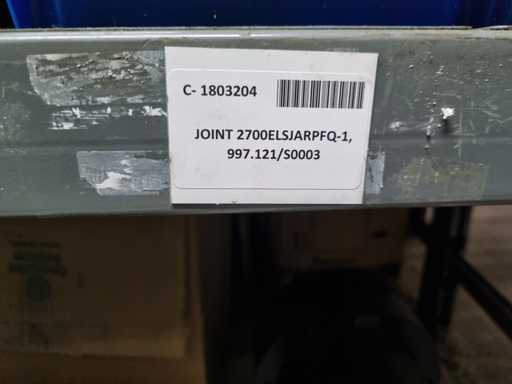 C- 1803204
JOINT 2700ELSJARPFQ-1,
997.121/S0003